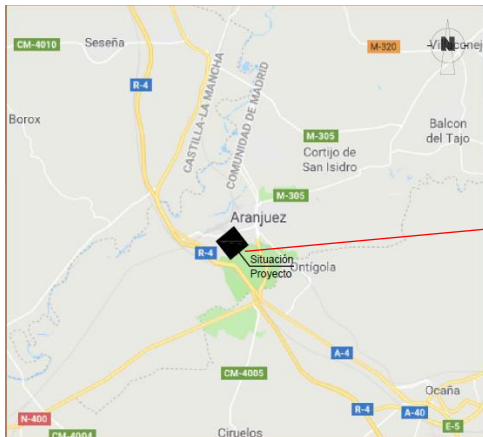 CM-4010
Seseña
M-320
N
R-4
CASTILLA-LA MANCHA
COMUNIDAD DE MADRID
Borox
M-305
Balcon
del Tajo
Cortijo de
San Isidro
M-305
Aranjuez
R-4
Situación
Proyecto
Ontígola
A-4
CM-4005
Ocaña
N-400
R-4
A-40
E-5
CM-4004
Ciruelos